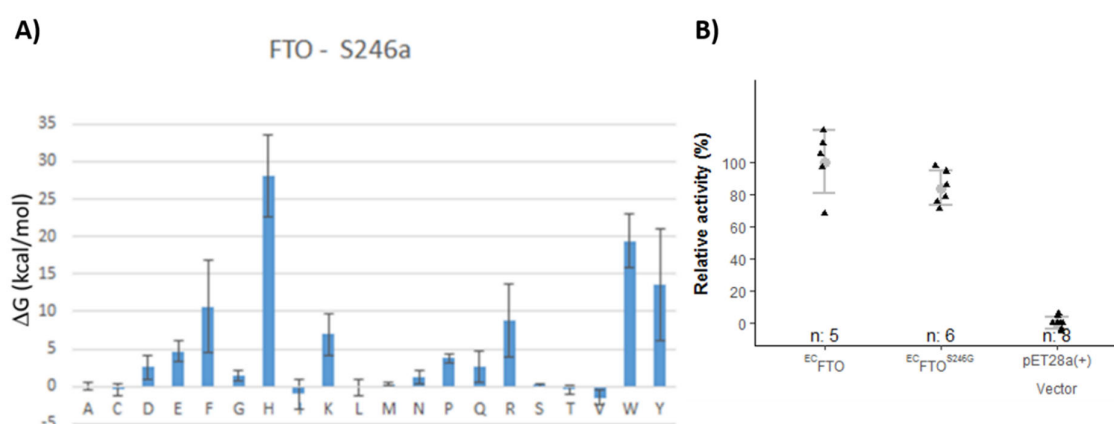 A)
FTO - S246a
ΔG (kcal/mol)
35
30
25
20
15
10
5
0
-5
A C D E F G H I K L M N P Q R S T V W Y
B)
Relative activity (%)
100
80
60
40
20
0
n: 5 n: 6 n: 8
ECFTO ECFTOS246G pET28a(+)
Vector